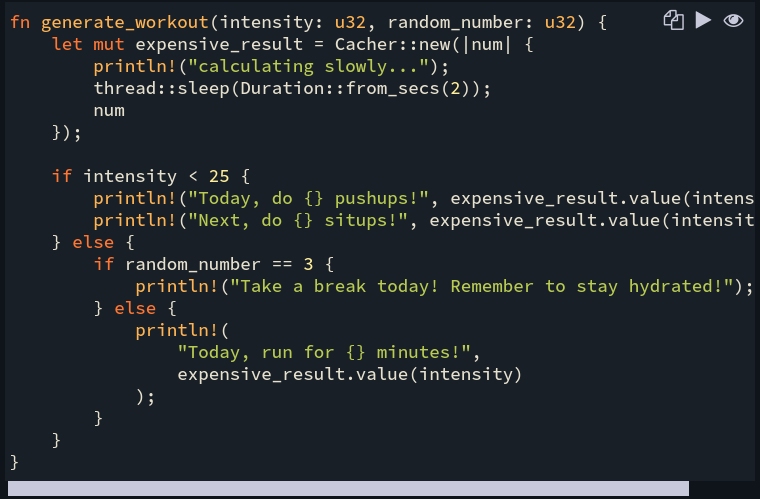 fn generate_workout(intensity: u32, random_number: u32) {
    let mut expensive_result = Cacher::new(|num| {
        println!("calculating slowly...");
        thread::sleep(Duration::from_secs(2));
        num
    });

    if intensity < 25 {
        println!("Today, do {} pushups!", expensive_result.value(intens
        println!("Next, do {} situps!", expensive_result.value(intensit
    } else {
        if random_number == 3 {
            println!("Take a break today! Remember to stay hydrated!");
        } else {
            println!(
                "Today, run for {} minutes!",
                expensive_result.value(intensity)
            );
        }
    }
}